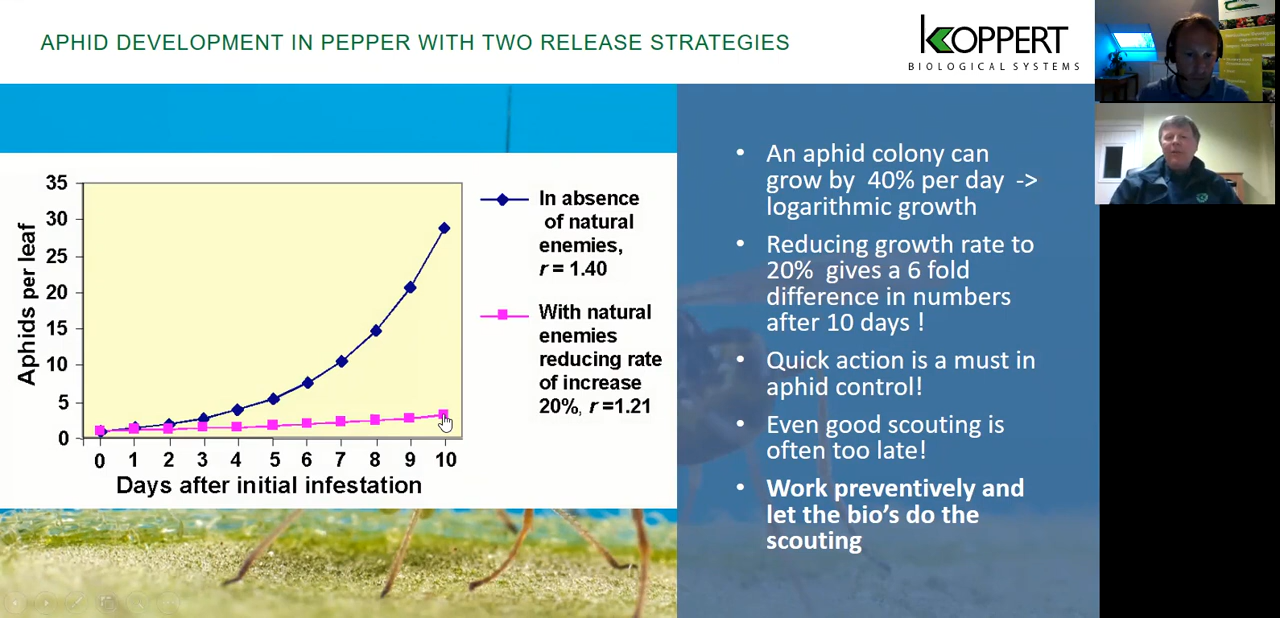 APHID DEVELOPMENT IN PEPPER WITH TWO RELEASE STRATEGIES
KOPPERT
BIOLOGICAL SYSTEMS
35
30
25
20
15
10
5
0
Aphids per leaf
0 1 2 3 4 5 6 7 8 9 10
Days after initial infestation
In absence
of natural
enemies,
r = 1.40
With natural
enemies
reducing rate
of increase
20%, r =1.21
• An aphid colony can
grow by 40% per day ->
logarithmic growth
• Reducing growth rate to
20% gives a 6 fold
difference in numbers
after 10 days !
• Quick action is a must in
aphid control!
• Even good scouting is
often too late!
• Work preventively and
let the bio's do the
scouting